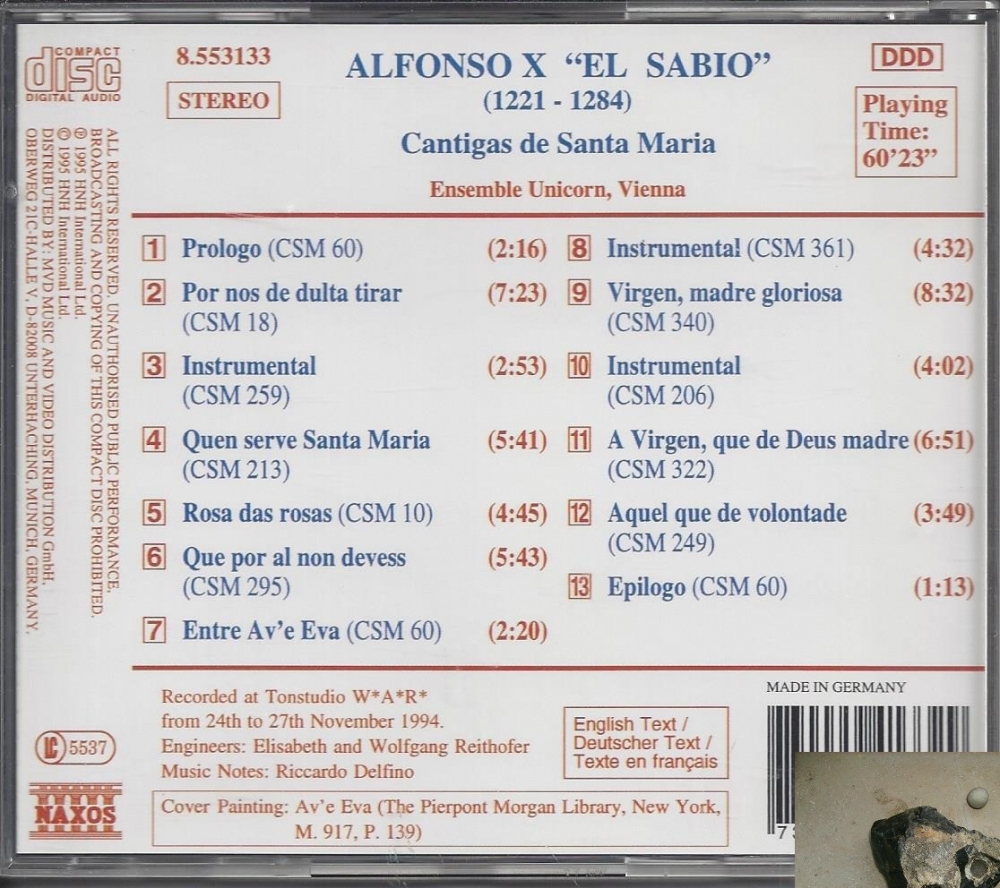 COMPACT
disc
DIGITAL AUDIO
8.553133
STEREO
ALFONSO X “EL SABIO”
(1221 - 1284)
Cantigas de Santa Maria
Ensemble Unicorn, Vienna
DDD
Playing
Time:
60’23”
ALL RIGHTS RESERVED. UNAUTHORISED PUBLIC PERFORMANCE,
BROADCASTING AND COPYING OF THIS COMPACT DISC PROHIBITED.
℗ 1995 HNH International Ltd.
© 1995 HNH International Ltd.
DISTRIBUTED BY: MVD MUSIC AND VIDEO DISTRIBUTION GmbH,
OBERWEG 21C-HALLE V, D-82008 UNTERHACHING, MUNICH, GERMANY.
1 Prologo (CSM 60) (2:16)
2 Por nos de dulta tirar (7:23)
(CSM 18)
3 Instrumental (2:53)
(CSM 259)
4 Quen serve Santa Maria (5:41)
(CSM 213)
5 Rosa das rosas (CSM 10) (4:45)
6 Que por al non devess (5:43)
(CSM 295)
7 Entre Av’e Eva (CSM 60) (2:20)
8 Instrumental (CSM 361) (4:32)
9 Virgen, madre gloriosa (8:32)
(CSM 340)
10 Instrumental (4:02)
(CSM 206)
11 A Virgen, que de Deus madre (6:51)
(CSM 322)
12 Aquel que de volontade (3:49)
(CSM 249)
13 Epilogo (CSM 60) (1:13)
LC 5537
NAXOS
Recorded at Tonstudio W*A*R*
from 24th to 27th November 1994.
Engineers: Elisabeth and Wolfgang Reithofer
Music Notes: Riccardo Delfino
English Text /
Deutscher Text /
Texte en français
Cover Painting: Av’e Eva (The Pierpont Morgan Library, New York,
M. 917, P. 139)
MADE IN GERMANY
7